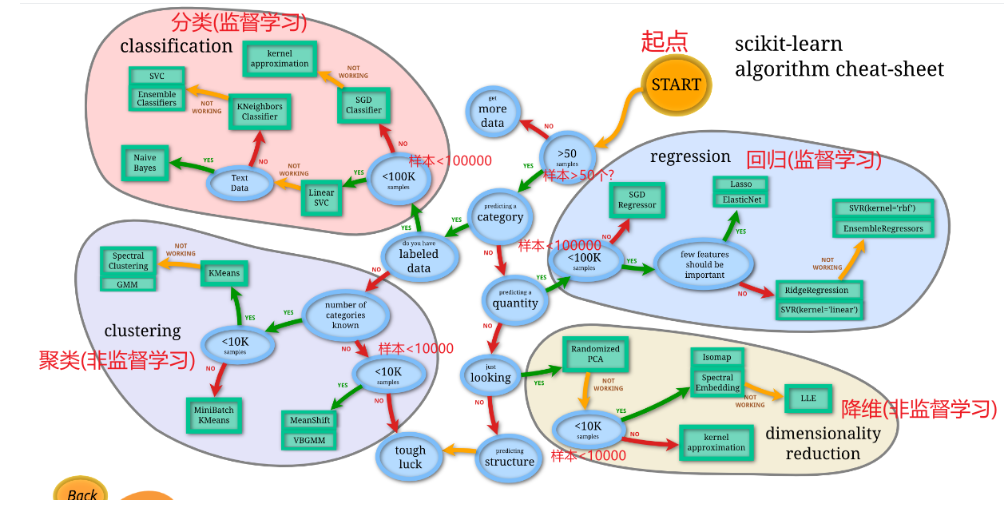 分类(监督学习)
classification
kernel
approximation
NOT
WORKING
SVC
Ensemble
Classifiers
NOT
WORKING
KNeighbors
Classifier
SGD
Classifier
YES
NO
NO
Naive
Bayes
Text
Data
NOT
WORKING
Linear
SVC
YES
<100K
samples
样本<100000
YES
起点
START
scikit-learn
algorithm cheat-sheet
get
more
data
NO
>50
samples
样本>50个?
YES
predicting a
category
YES
NO
do you have
labeled
data
NO
predicting a
quantity
YES
NO
just
looking
YES
NO
predicting
structure
tough
luck
regression
回归(监督学习)
样本<100000
<100K
samples
NO
YES
SGD
Regressor
Lasso
ElasticNet
YES
few features
should be
important
NO
SVR(kernel='rbf')
EnsembleRegressors
NOT
WORKING
RidgeRegression
SVR(kernel='linear')
clustering
聚类(非监督学习)
Spectral
Clustering
GMM
NOT
WORKING
KMeans
YES
YES
number of
categories
known
NO
<10K
samples
NO
MiniBatch
KMeans
样本<10000
<10K
samples
YES
NO
MeanShift
VBGMM
Randomized
PCA
NOT
WORKING
<10K
samples
样本<10000
YES
NO
Isomap
Spectral
Embedding
NOT
WORKING
LLE
kernel
approximation
降维(非监督学习)
dimensionality
reduction
Back